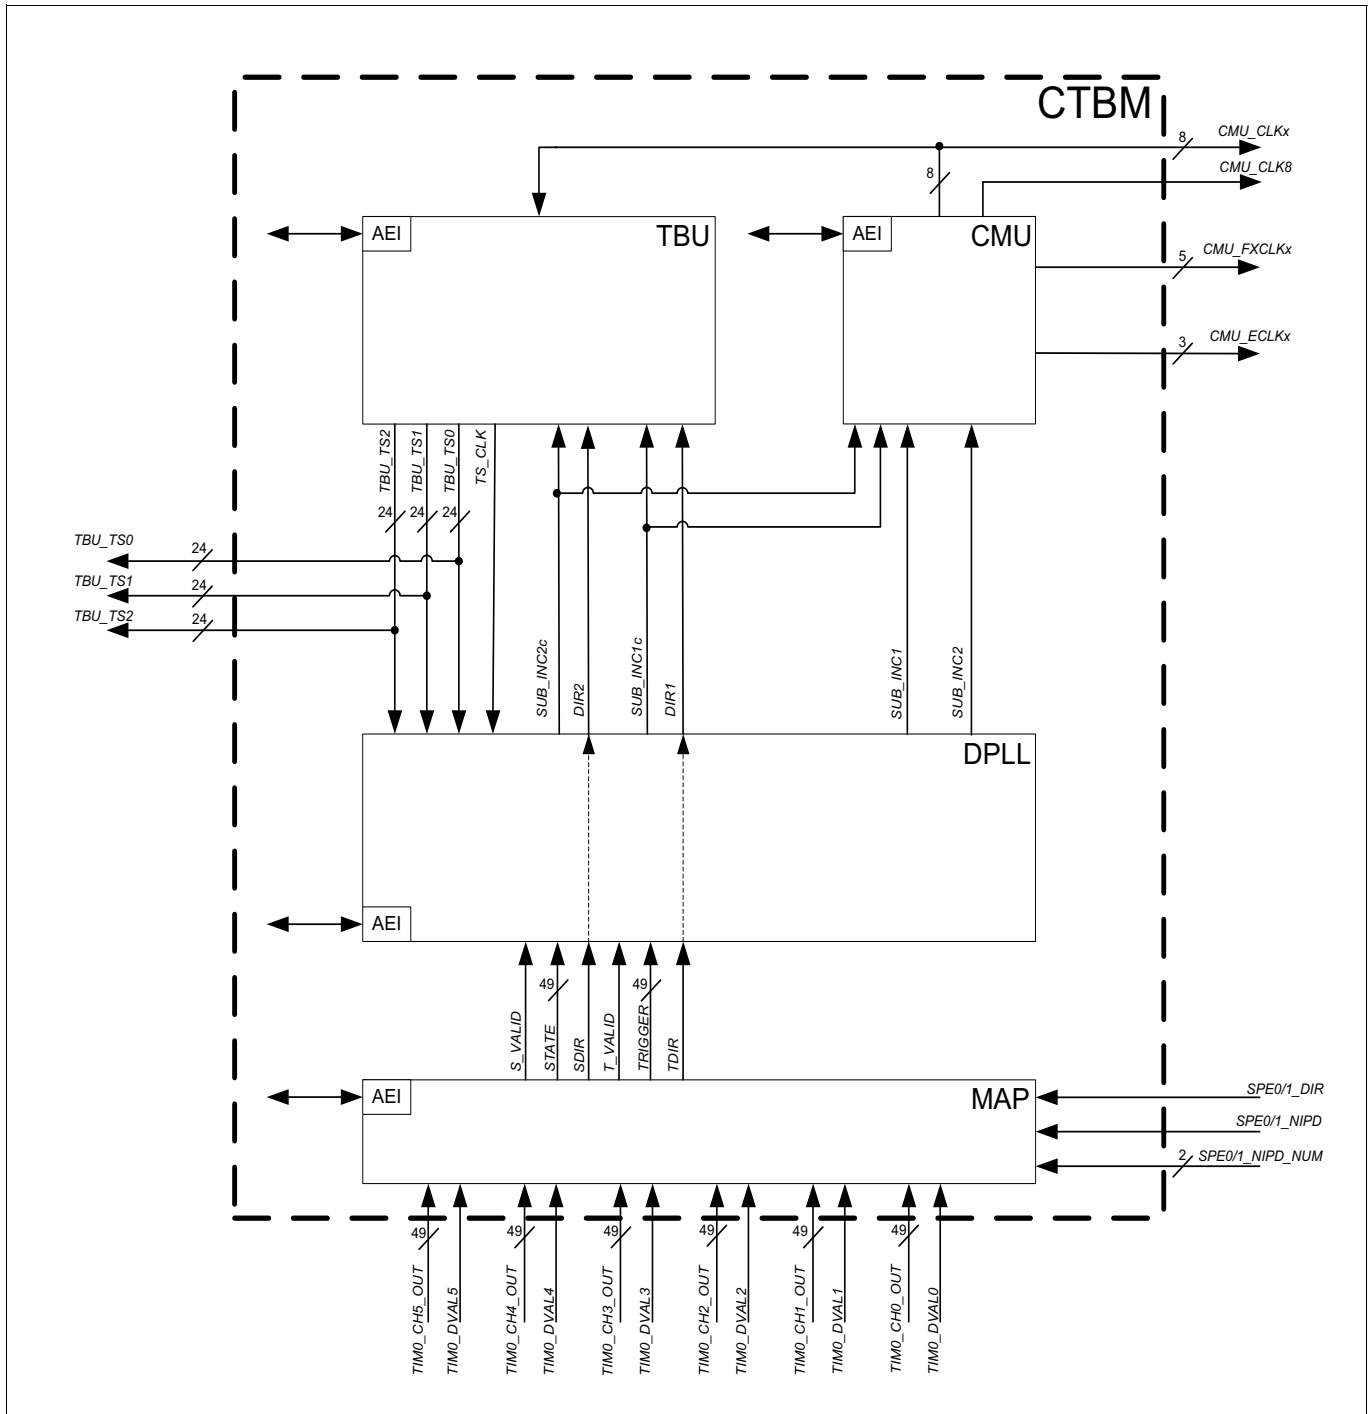 CTBM
8
CMU_CLKx
8
CMU_CLK8
AEI
TBU
AEI
CMU
5
CMU_FXCLKx
3
CMU_ECLKx
TBU_TS2
TBU_TS1
TBU_TS0
TS_CLK
24
24
24
TBU_TS0
24
TBU_TS1
24
TBU_TS2
24
SUB_INC2c
DIR2
SUB_INC1c
DIR1
SUB_INC1
SUB_INC2
DPLL
AEI
49
49
S_VALID
STATE
SDIR
T_VALID
TRIGGER
TDIR
AEI
MAP
SPE0/1_DIR
SPE0/1_NIPD
2
SPE0/1_NIPD_NUM
49
49
49
49
49
49
TIM0_CH5_OUT
TIM0_DVAL5
TIM0_CH4_OUT
TIM0_DVAL4
TIM0_CH3_OUT
TIM0_DVAL3
TIM0_CH2_OUT
TIM0_DVAL2
TIM0_CH1_OUT
TIM0_DVAL1
TIM0_CH0_OUT
TIM0_DVAL0